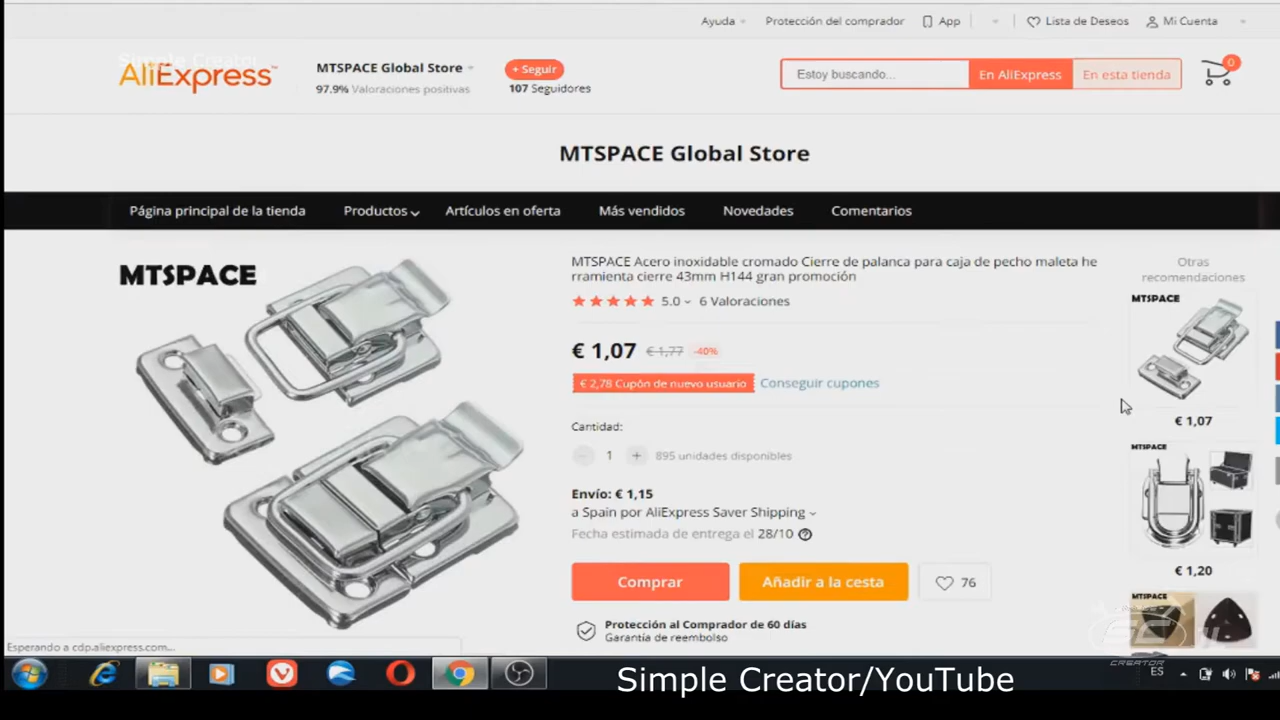 Ayuda
Protección del comprador
App
Lista de Deseos
Mi Cuenta
Simple Creator
AliExpress
MTSPACE Global Store
97.9% Valoraciones positivas
+ Seguir
107 Seguidores
Estoy buscando...
En AliExpress
En esta tienda
0
MTSPACE Global Store
Página principal de la tienda
Productos
Artículos en oferta
Más vendidos
Novedades
Comentarios
MTSPACE
MTSPACE Acero inoxidable cromado Cierre de palanca para caja de pecho maleta he
rramienta cierre 43mm H144 gran promoción
5.0
6 Valoraciones
€ 1,07 € 1,77 -40%
€ 2,78 Cupón de nuevo usuario
Conseguir cupones
Cantidad:
- 1 + 895 unidades disponibles
Envío: € 1,15
a Spain por AliExpress Saver Shipping
Fecha estimada de entrega el 28/10 ?
Comprar
Añadir a la cesta
76
Protección al Comprador de 60 días
Garantía de reembolso
Otras
recomendaciones
MTSPACE
€ 1,07
MTSPACE
€ 1,20
MTSPACE
CREATOR
Esperando a cdp.aliexpress.com...
ES
Simple Creator/YouTube